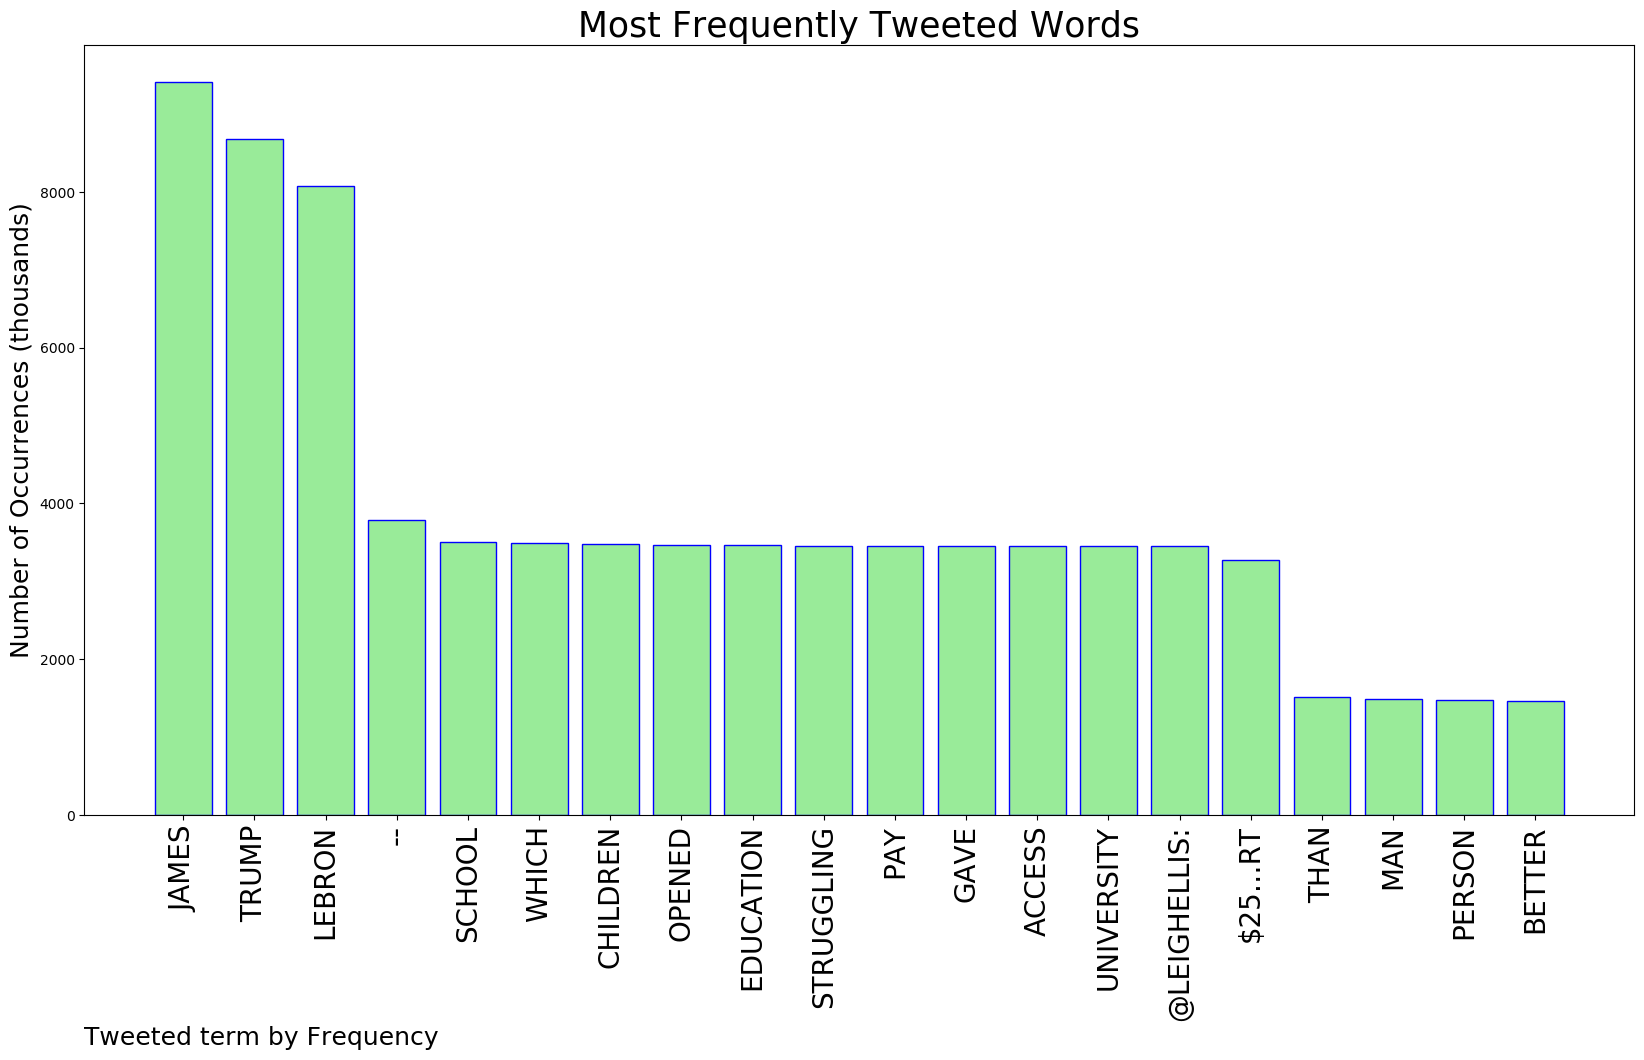 Most Frequently Tweeted Words
Number of Occurrences (thousands)
8000
6000
4000
2000
0
JAMES
TRUMP
LEBRON
--
SCHOOL
WHICH
CHILDREN
OPENED
EDUCATION
STRUGGLING
PAY
GAVE
ACCESS
UNIVERSITY
@LEIGHELLIS:
$25...RT
THAN
MAN
PERSON
BETTER
Tweeted term by Frequency